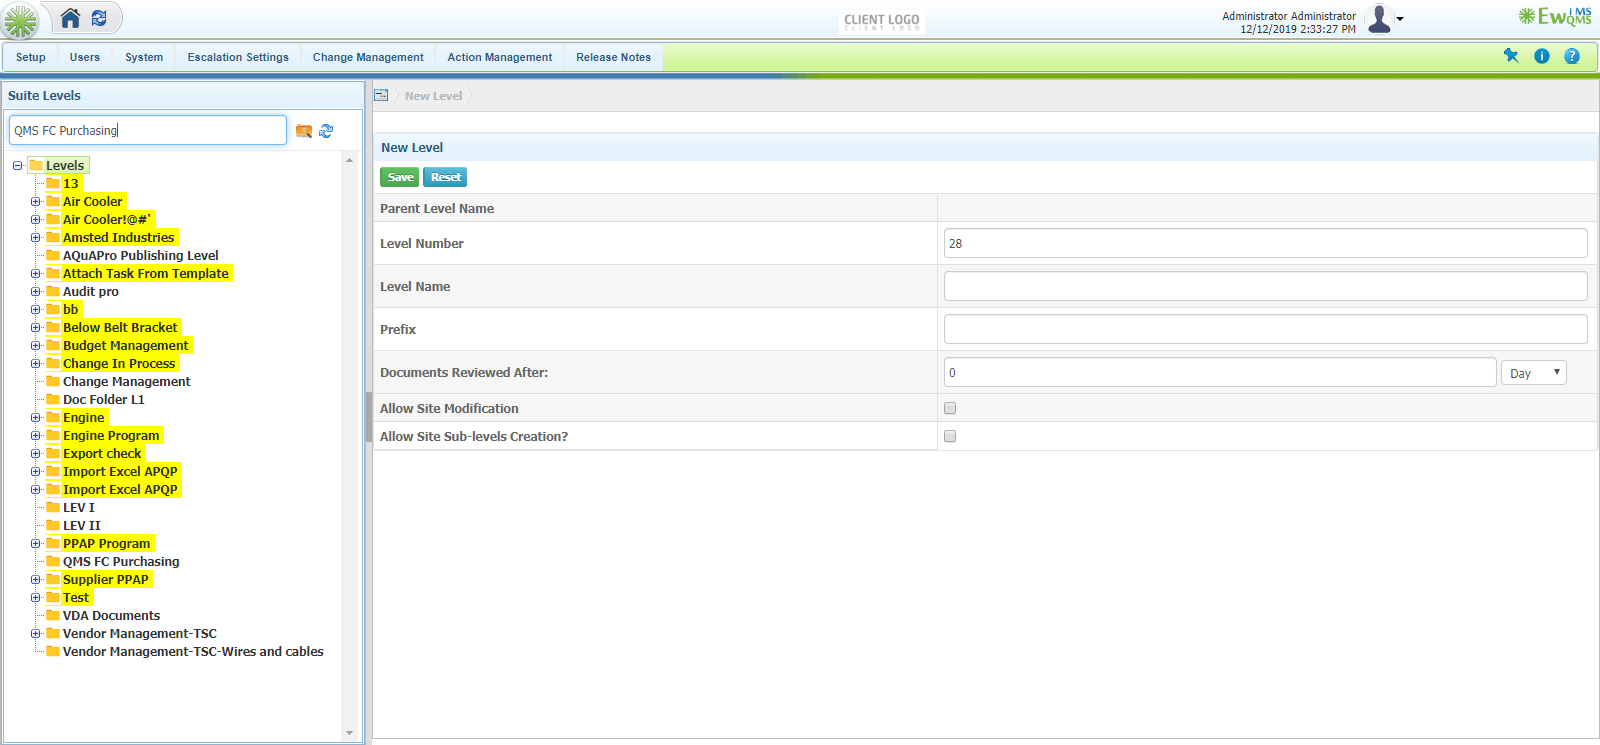 CLIENT LOGO
CLIENT LOGO
Administrator Administrator
12/12/2019 2:33:27 PM
EwQMS IMS
Setup Users System Escalation Settings Change Management Action Management Release Notes
Suite Levels
QMS FC Purchasing
Levels
13
Air Cooler
Air Cooler!@#'
Amsted Industries
AQuAPro Publishing Level
Attach Task From Template
Audit pro
bb
Below Belt Bracket
Budget Management
Change In Process
Change Management
Doc Folder L1
Engine
Engine Program
Export check
Import Excel APQP
Import Excel APQP
LEV I
LEV II
PPAP Program
QMS FC Purchasing
Supplier PPAP
Test
VDA Documents
Vendor Management-TSC
Vendor Management-TSC-Wires and cables
New Level
New Level
Save Reset
Parent Level Name
Level Number 28
Level Name
Prefix
Documents Reviewed After: 0 Day
Allow Site Modification
Allow Site Sub-levels Creation?